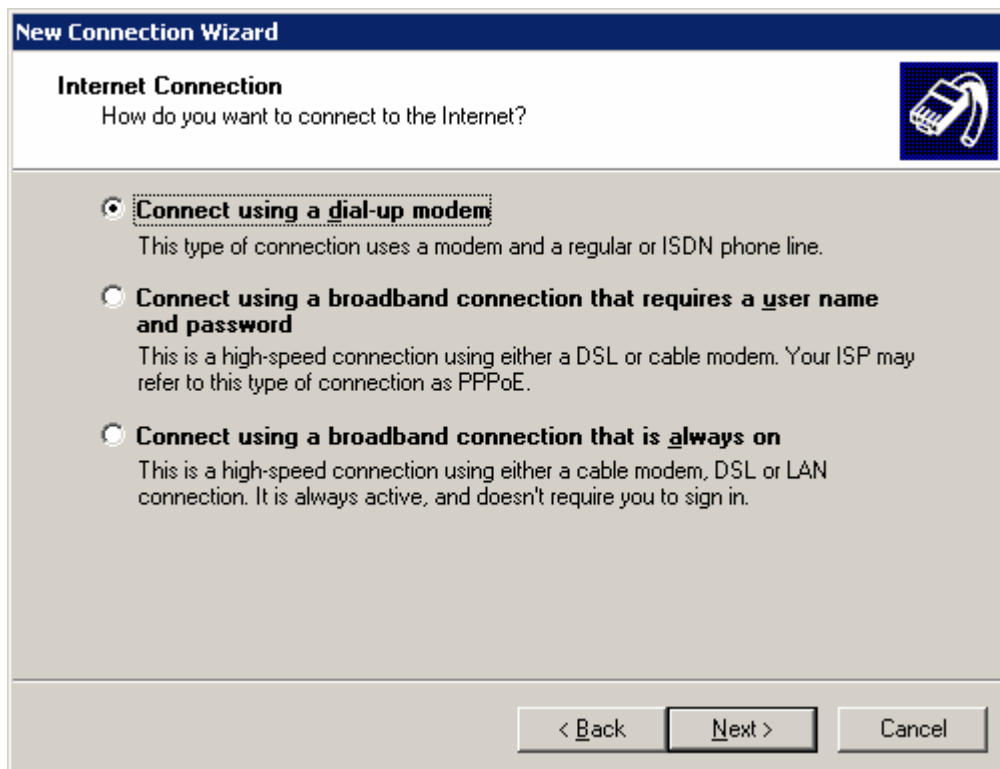 New Connection Wizard
Internet Connection
How do you want to connect to the Internet?
Connect using a dial-up modem
This type of connection uses a modem and a regular or ISDN phone line.
Connect using a broadband connection that requires a user name
and password
This is a high-speed connection using either a DSL or cable modem. Your ISP may
refer to this type of connection as PPPoE.
Connect using a broadband connection that is always on
This is a high-speed connection using either a cable modem, DSL or LAN
connection. It is always active, and doesn't require you to sign in.
< Back Next > Cancel